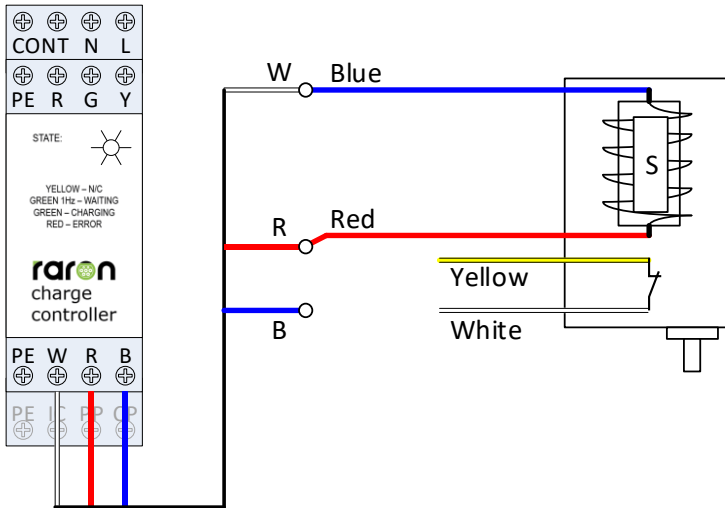 CONT N L
PE R G Y
STATE:
YELLOW – N/C
GREEN 1Hz – WAITING
GREEN – CHARGING
RED – ERROR
raron
charge
controller
PE W R B
PE IC PP CP
W Blue
R Red
B
Yellow
White
S